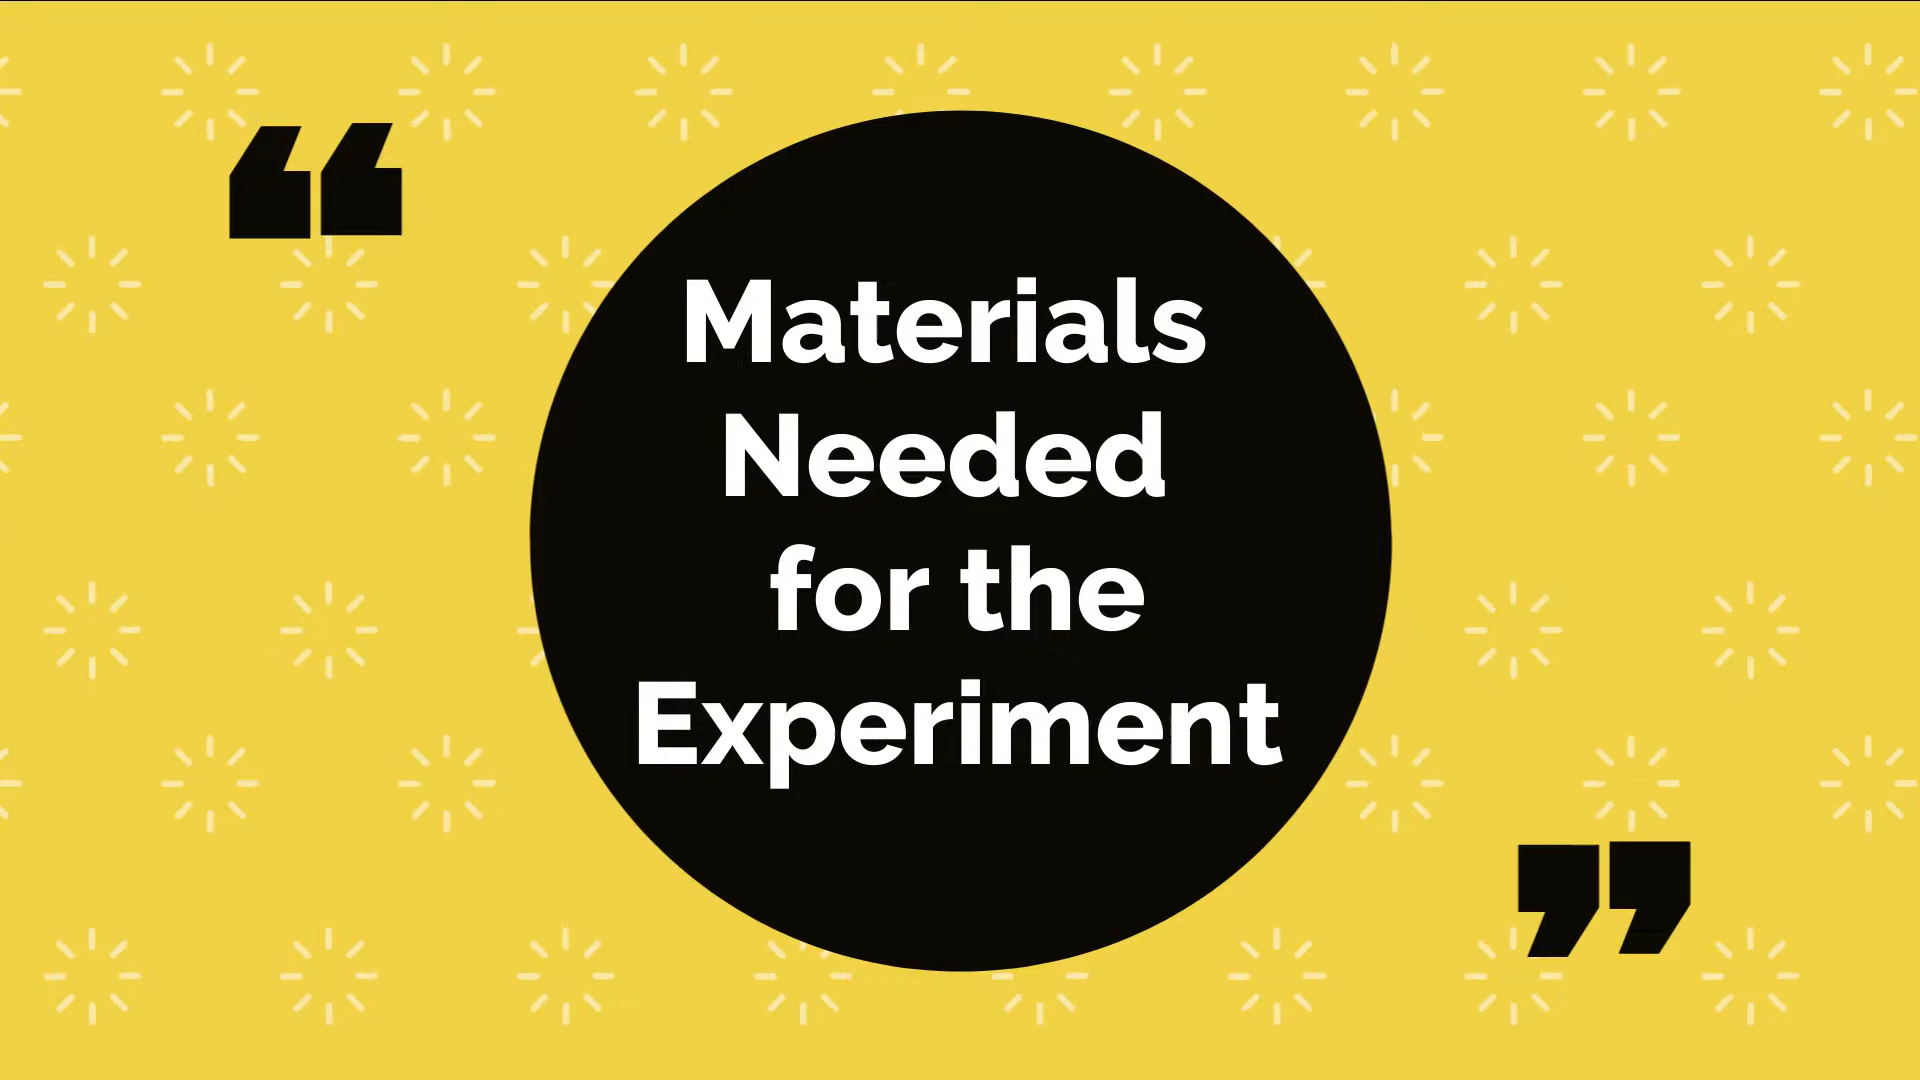 “
Materials
Needed
for the
Experiment
”